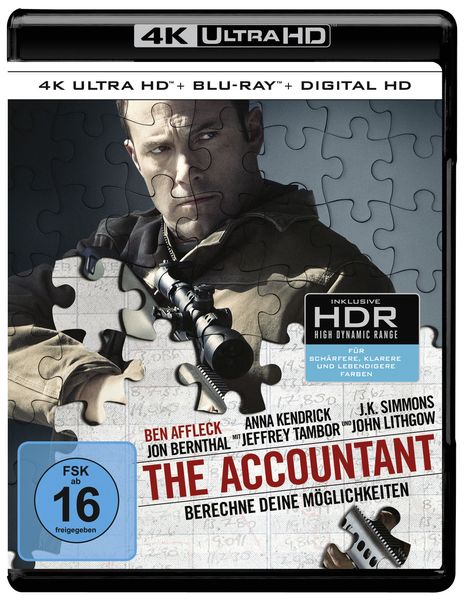 4K ULTRAHD
4K ULTRA HD™ + BLU-RAY™ + DIGITAL HD
INKLUSIVE
HDR
HIGH DYNAMIC RANGE
FÜR
SCHÄRFERE, KLARERE
UND LEBENDIGERE
FARBEN
BEN AFFLECK ANNA KENDRICK J.K. SIMMONS
JON BERNTHAL MIT JEFFREY TAMBOR UND JOHN LITHGOW
THE ACCOUNTANT
BERECHNE DEINE MÖGLICHKEITEN
FSK
ab
16
freigegeben